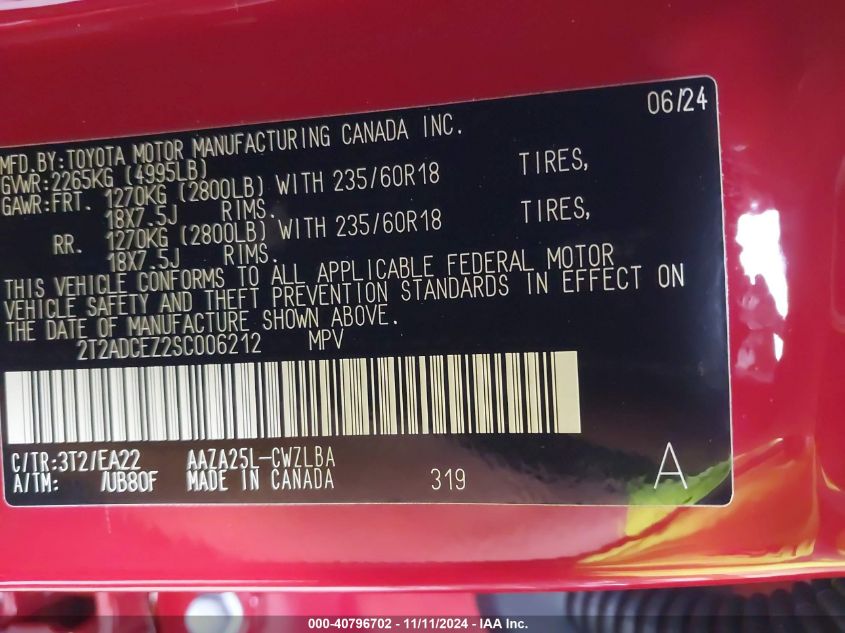 06/24
MFD.BY:TOYOTA MOTOR MANUFACTURING CANADA INC.
GVWR:2265KG (4995LB)
GAWR:FRT. 1270KG (2800LB) WITH 235/60R18 TIRES,
18X7.5J RIMS.
RR. 1270KG (2800LB) WITH 235/60R18 TIRES,
18X7.5J RIMS.
THIS VEHICLE CONFORMS TO ALL APPLICABLE FEDERAL MOTOR
VEHICLE SAFETY AND THEFT PREVENTION STANDARDS IN EFFECT ON
THE DATE OF MANUFACTURE SHOWN ABOVE.
2T2ADCEZ2SC006212 MPV
C/TR:3T2/EA22 AAZA25L-CWZLBA
A/TM: /UB80F MADE IN CANADA 319 A
000-40796702 - 11/11/2024 - IAA Inc.